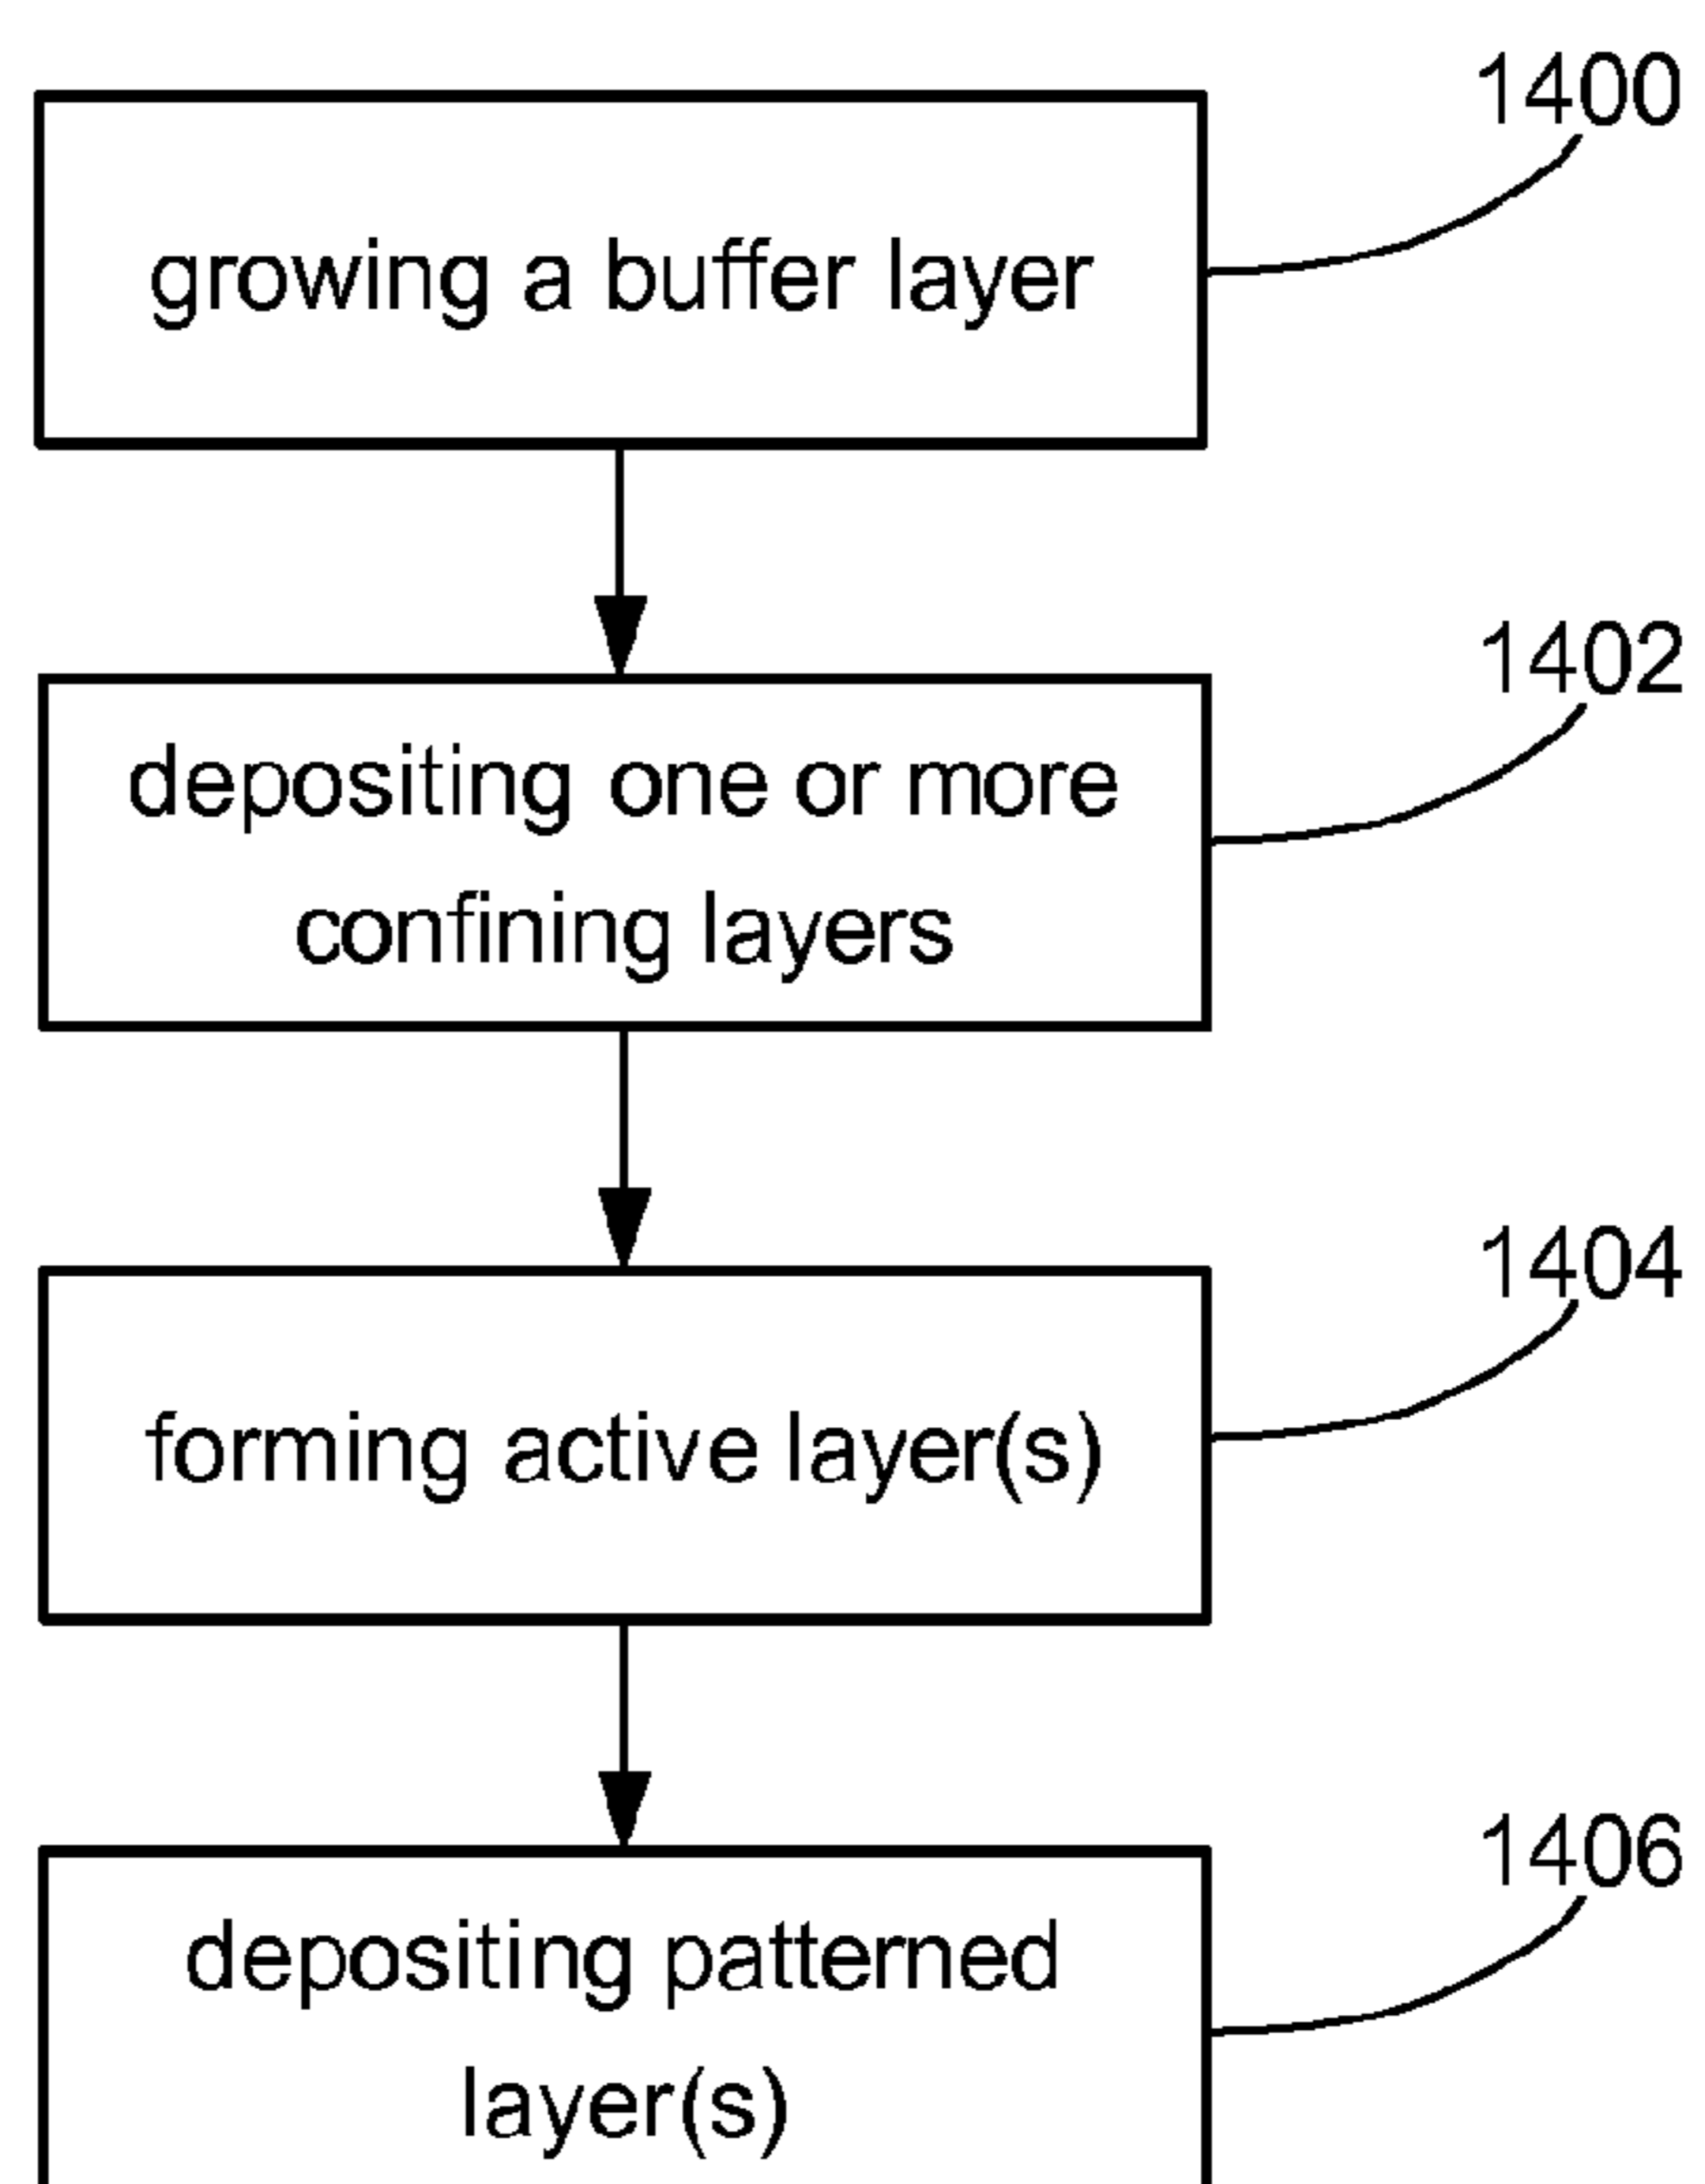 1400
growing a buffer layer
1402
depositing one or more
confining layers
1404
forming active layer(s)
1406
depositing patterned
layer(s)